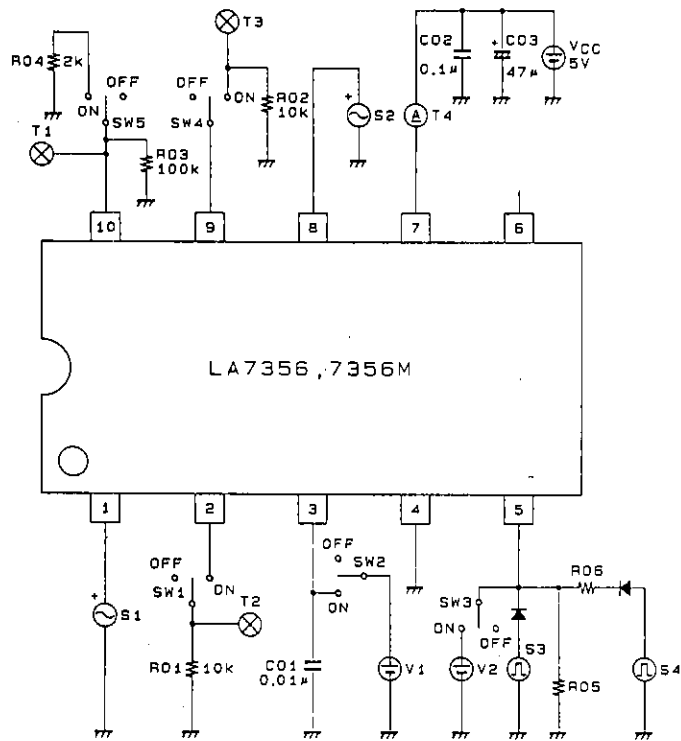 T3
R04
2k
OFF
ON
SW5
T1
R03
100k
OFF
ON
SW4
R02
10k
S2
C02
0.1μ
C03
47μ
VCC
5V
A
T4
10
9
8
7
6
LA7356,7356M
1
2
3
4
5
S1
OFF
ON
SW1
T2
R01
10k
OFF
ON
SW2
C01
0.01μ
V1
SW3
ON
OFF
V2
S3
R05
R06
S4